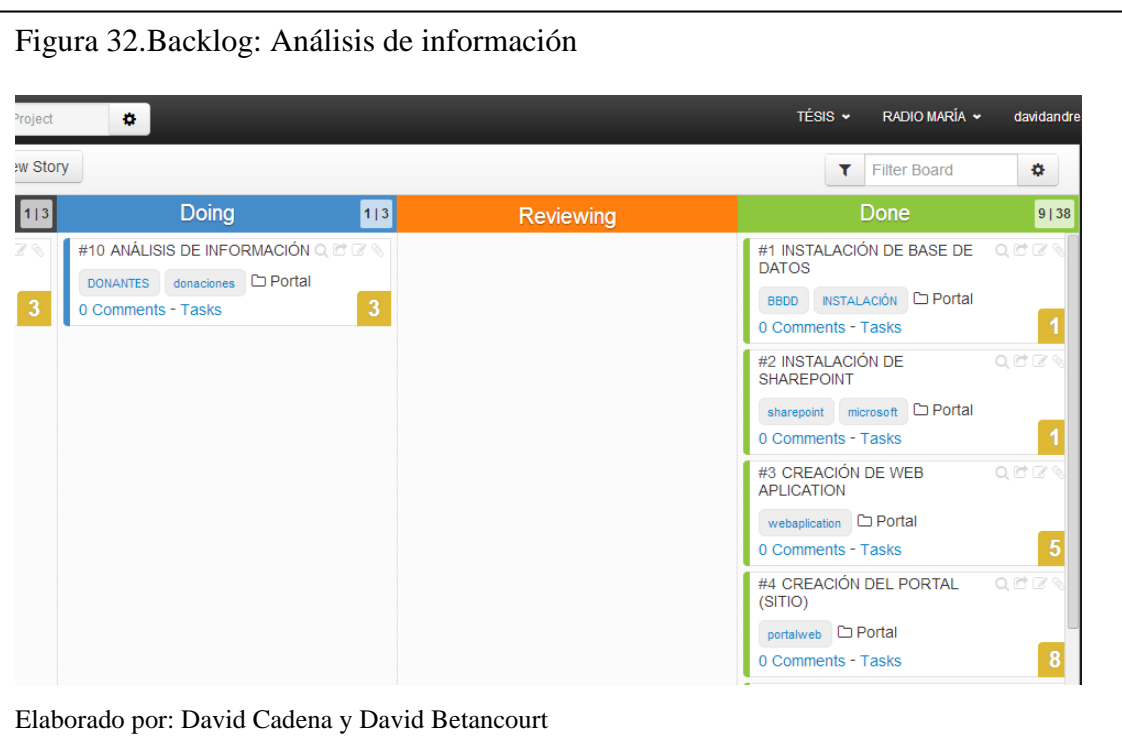 Figura 32.Backlog: Análisis de información
Project
TÉSIS
RADIO MARÍA
davidandre
ew Story
Filter Board
1|3
Doing
1|3
Reviewing
Done
9|38
3
#10 ANÁLISIS DE INFORMACIÓN
DONANTES donaciones Portal
0 Comments - Tasks
3
#1 INSTALACIÓN DE BASE DE
DATOS
BBDD INSTALACIÓN Portal
0 Comments - Tasks
1
#2 INSTALACIÓN DE
SHAREPOINT
sharepoint microsoft Portal
0 Comments - Tasks
1
#3 CREACIÓN DE WEB
APLICATION
webaplication Portal
0 Comments - Tasks
5
#4 CREACIÓN DEL PORTAL
(SITIO)
portalweb Portal
0 Comments - Tasks
8
Elaborado por: David Cadena y David Betancourt